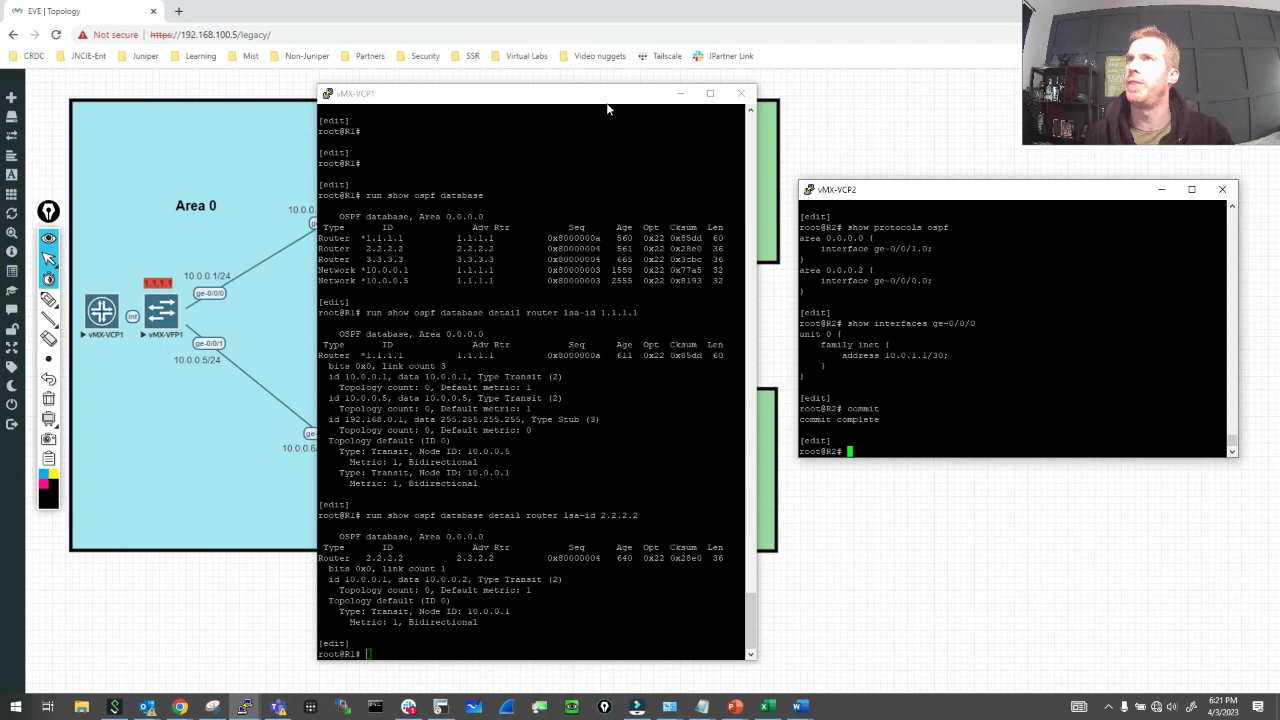 EVE | Topology
Not secure
https://192.168.100.5/legacy/
CRDC
JNCIE-Ent
Juniper
Learning
Mist
Non-Juniper
Partners
Security
SSR
Virtual Labs
Video nuggets
Tailscale
JPartner Link
Area 0
10.0.0.
ge-
10.0.0.1/24
1.1.1.1
ge-0/0/0
int
vMX-VCP1
vMX-VFP1
ge-0/0/1
10.0.0.5/24
ge-
10.0.0.6/
vMX-VCP1
[edit]
root@R1#
[edit]
root@R1#
[edit]
root@R1# run show ospf database
OSPF database, Area 0.0.0.0
Type ID Adv Rtr Seq Age Opt Cksum Len
Router *1.1.1.1 1.1.1.1 0x8000000a 560 0x22 0x85dd 60
Router 2.2.2.2 2.2.2.2 0x80000004 561 0x22 0x28e0 36
Router 3.3.3.3 3.3.3.3 0x80000004 665 0x22 0x3cbc 36
Network *10.0.0.1 1.1.1.1 0x80000003 1558 0x22 0x77a5 32
Network *10.0.0.5 1.1.1.1 0x80000003 2555 0x22 0x8193 32
[edit]
root@R1# run show ospf database detail router lsa-id 1.1.1.1
OSPF database, Area 0.0.0.0
Type ID Adv Rtr Seq Age Opt Cksum Len
Router *1.1.1.1 1.1.1.1 0x8000000a 611 0x22 0x85dd 60
bits 0x0, link count 3
id 10.0.0.1, data 10.0.0.1, Type Transit (2)
Topology count: 0, Default metric: 1
id 10.0.0.5, data 10.0.0.5, Type Transit (2)
Topology count: 0, Default metric: 1
id 192.168.0.1, data 255.255.255.255, Type Stub (3)
Topology count: 0, Default metric: 0
Topology default (ID 0)
Type: Transit, Node ID: 10.0.0.5
Metric: 1, Bidirectional
Type: Transit, Node ID: 10.0.0.1
Metric: 1, Bidirectional
[edit]
root@R1# run show ospf database detail router lsa-id 2.2.2.2
OSPF database, Area 0.0.0.0
Type ID Adv Rtr Seq Age Opt Cksum Len
Router 2.2.2.2 2.2.2.2 0x80000004 640 0x22 0x28e0 36
bits 0x0, link count 1
id 10.0.0.1, data 10.0.0.2, Type Transit (2)
Topology count: 0, Default metric: 1
Topology default (ID 0)
Type: Transit, Node ID: 10.0.0.1
Metric: 1, Bidirectional
[edit]
root@R1#
vMX-VCP2
[edit]
root@R2# show protocols ospf
area 0.0.0.0 {
interface ge-0/0/1.0;
}
area 0.0.0.2 {
interface ge-0/0/0.0;
}
[edit]
root@R2# show interfaces ge-0/0/0
unit 0 {
family inet {
address 10.0.1.1/30;
}
}
[edit]
root@R2# commit
commit complete
[edit]
root@R2#
6:21 PM
4/3/2023